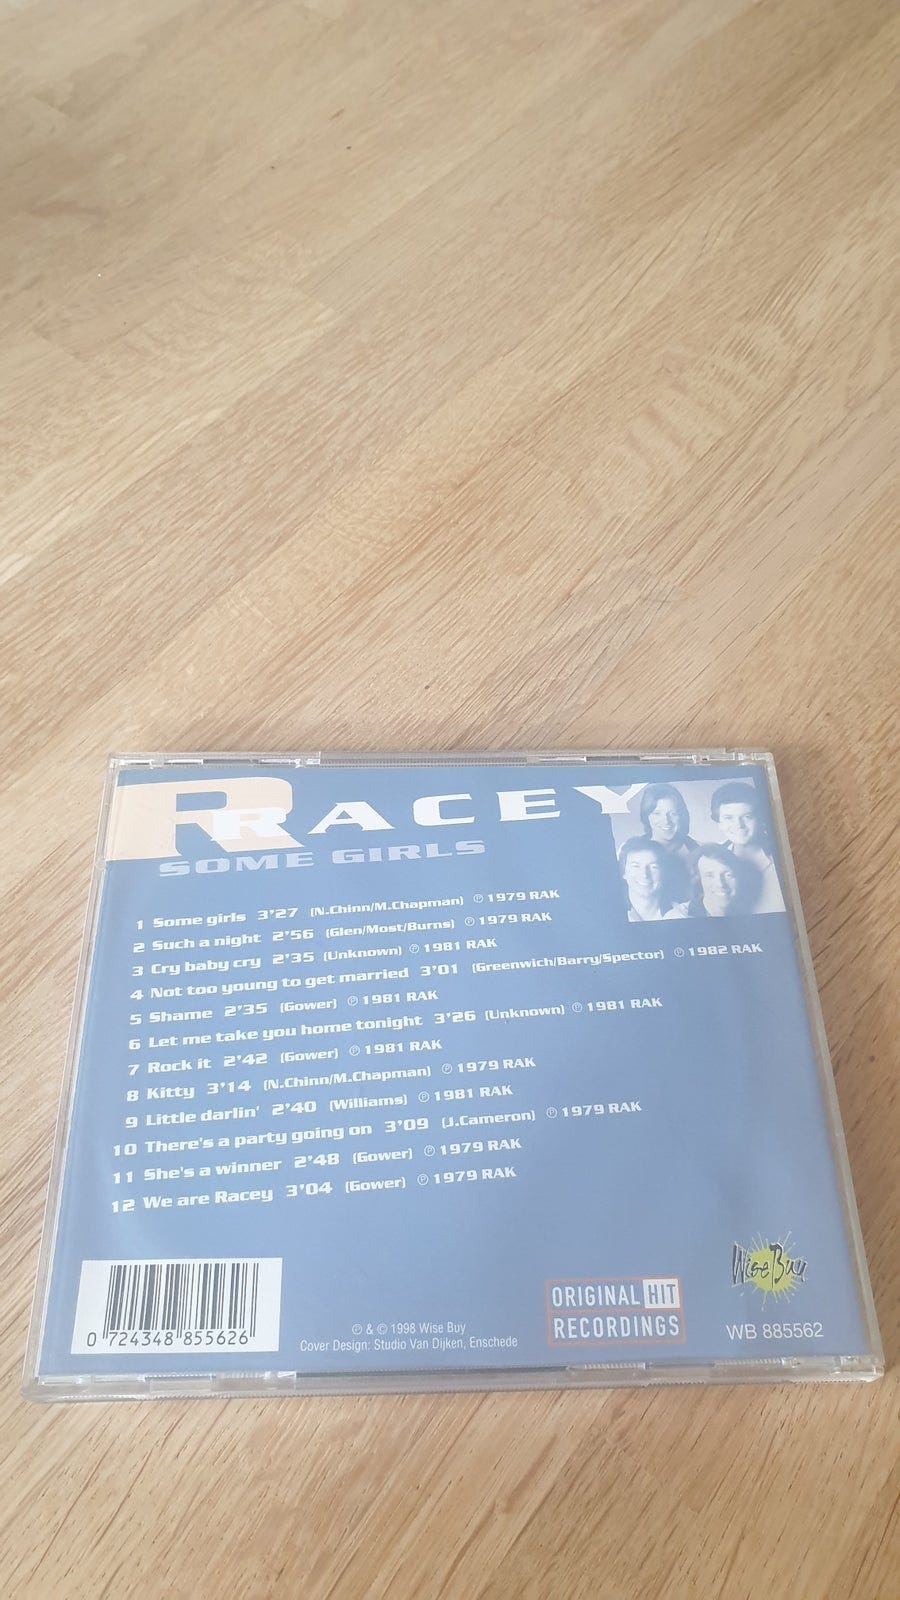 RRACEY
SOME GIRLS
1 Some girls 3'27 (N.Chinn/M.Chapman) ℗ 1979 RAK
2 Such a night 2'56 (Glen/Most/Burns) ℗ 1979 RAK
3 Cry baby cry 2'35 (Unknown) ℗ 1981 RAK
4 Not too young to get married 3'01 (Greenwich/Barry/Spector) ℗ 1982 RAK
5 Shame 2'35 (Gower) ℗ 1981 RAK
6 Let me take you home tonight 3'26 (Unknown) ℗ 1981 RAK
7 Rock it 2'42 (Gower) ℗ 1981 RAK
8 Kitty 3'14 (N.Chinn/M.Chapman) ℗ 1979 RAK
9 Little darlin' 2'40 (Williams) ℗ 1981 RAK
10 There's a party going on 3'09 (J.Cameron) ℗ 1979 RAK
11 She's a winner 2'48 (Gower) ℗ 1979 RAK
12 We are Racey 3'04 (Gower) ℗ 1979 RAK
0 724348 855626
℗ & © 1998 Wise Buy
Cover Design: Studio Van Dijken, Enschede
ORIGINAL HIT
RECORDINGS
Wise Buy
WB 885562